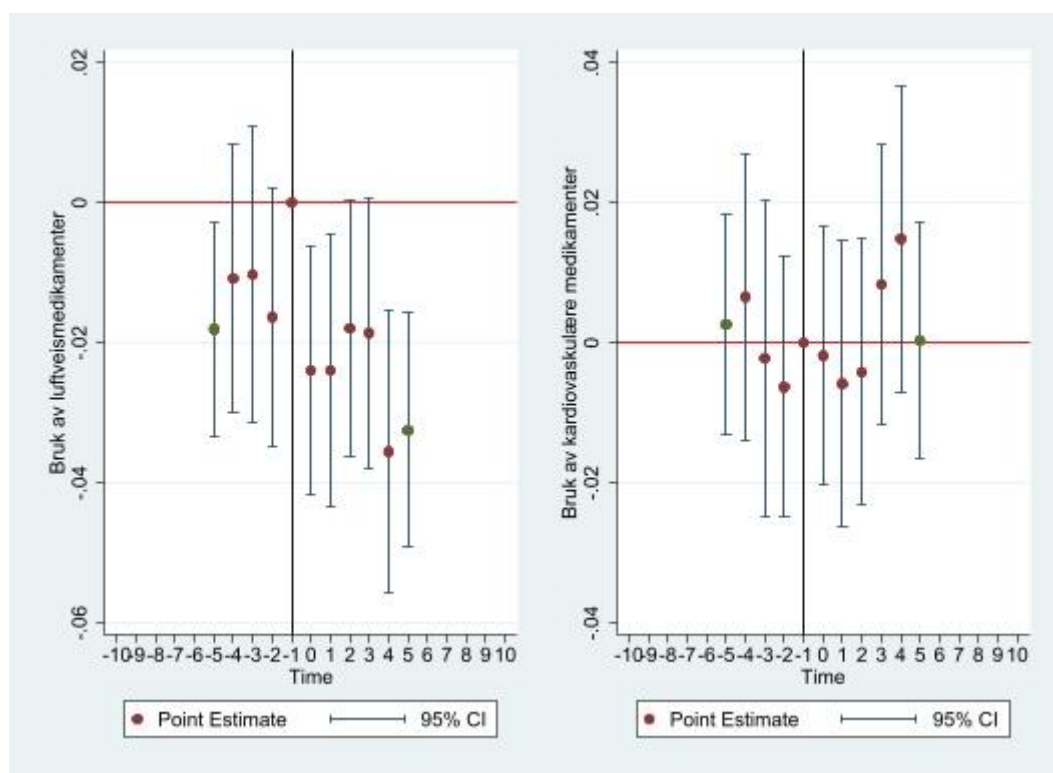 Bruk av luftveismedikamenter
.02
0
-.02
-.04
-.06
-10-9-8-7-6-5-4-3-2-1 0 1 2 3 4 5 6 7 8 9 10
Time
Point Estimate 95% CI
Bruk av kardiovaskulære medikamenter
.04
.02
0
-.02
-.04
-10-9-8-7-6-5-4-3-2-1 0 1 2 3 4 5 6 7 8 9 10
Time
Point Estimate 95% CI